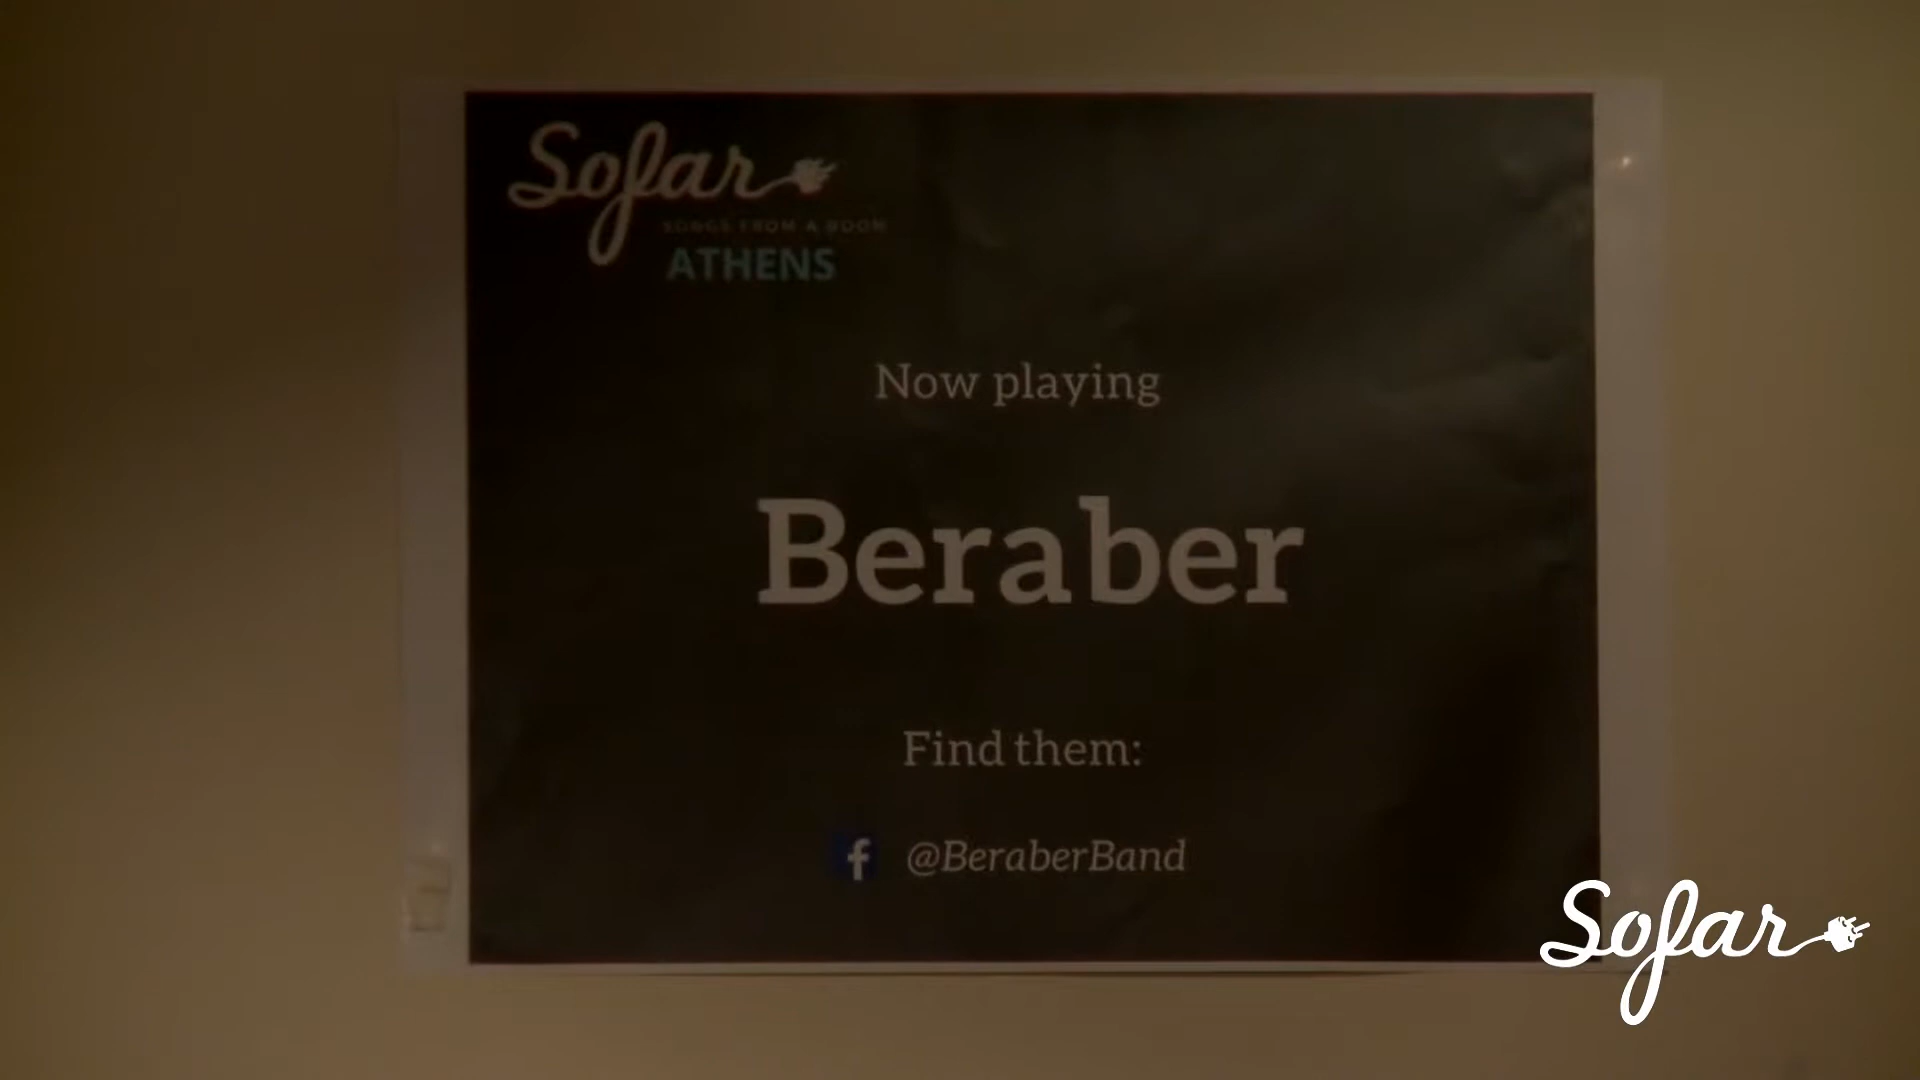 Sofar
SONGS FROM A ROOM
ATHENS
Now playing
Beraber
Find them:
f @BeraberBand
Sofar